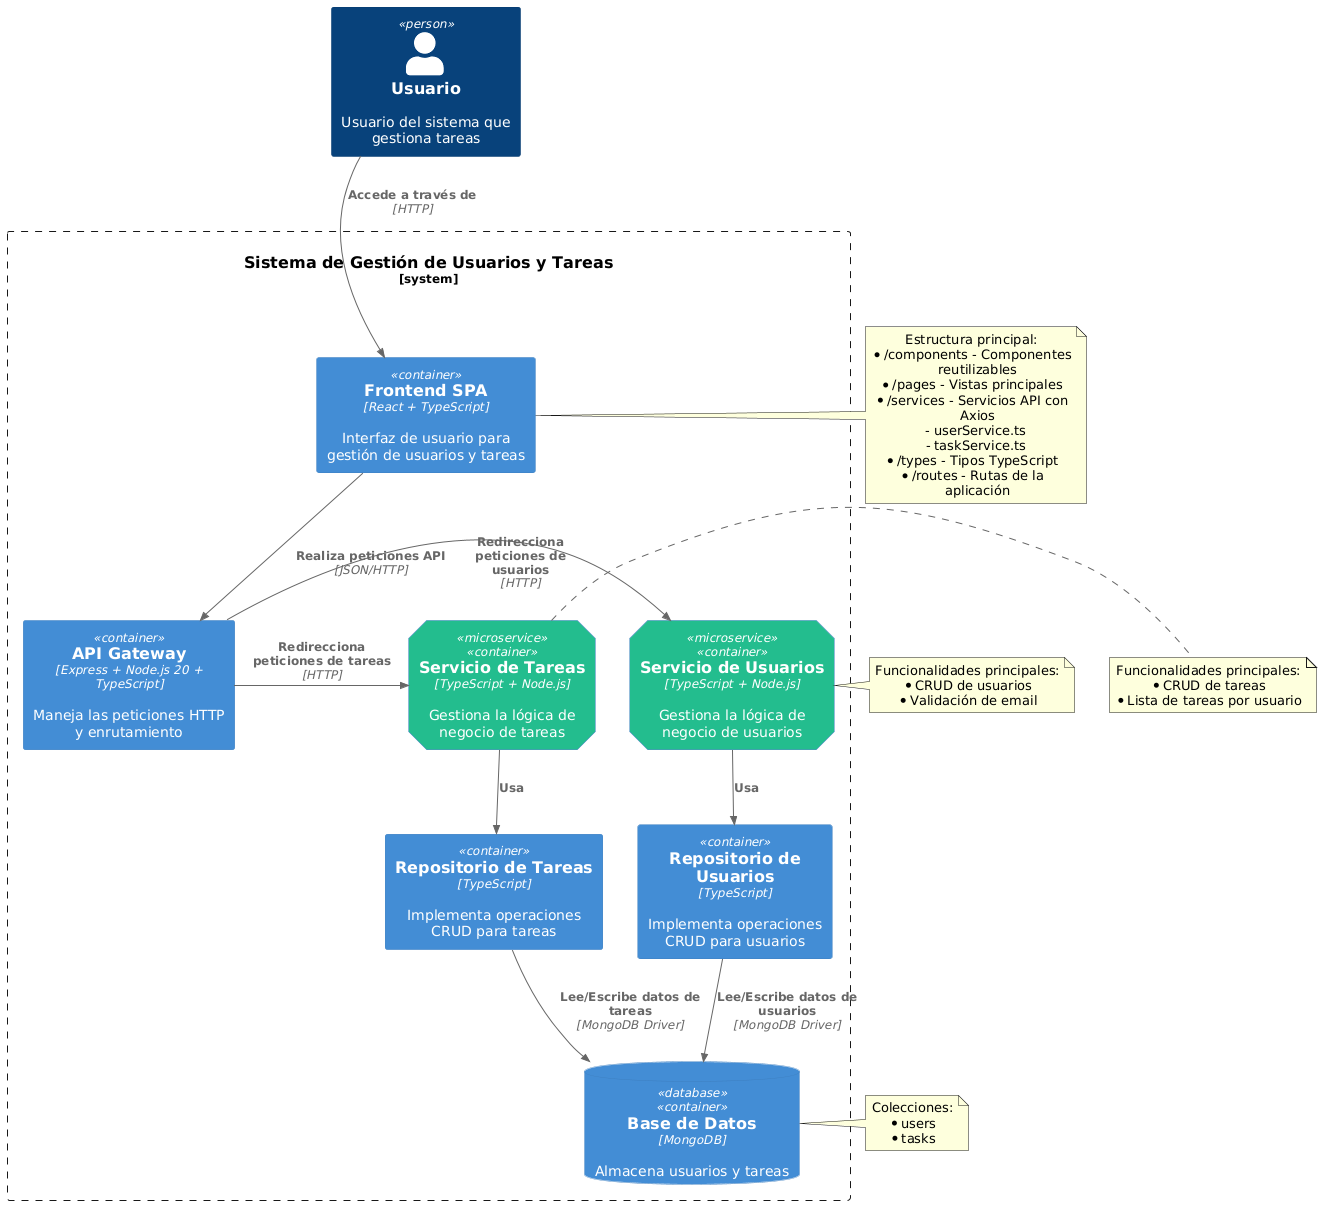 «person»
Usuario
Usuario del sistema que
gestiona tareas
Accede a través de
[HTTP]
Sistema de Gestión de Usuarios y Tareas
[system]
«container»
Frontend SPA
[React + TypeScript]
Interfaz de usuario para
gestión de usuarios y tareas
Estructura principal:
• /components - Componentes
reutilizables
• /pages - Vistas principales
• /services - Servicios API con
Axios
- userService.ts
- taskService.ts
• /types - Tipos TypeScript
• /routes - Rutas de la
aplicación
Realiza peticiones API
[JSON/HTTP]
Redirecciona
peticiones de
usuarios
[HTTP]
«container»
API Gateway
[Express + Node.js 20 +
TypeScript]
Maneja las peticiones HTTP
y enrutamiento
Redirecciona
peticiones de tareas
[HTTP]
«microservice»
«container»
Servicio de Tareas
[TypeScript + Node.js]
Gestiona la lógica de
negocio de tareas
«microservice»
«container»
Servicio de Usuarios
[TypeScript + Node.js]
Gestiona la lógica de
negocio de usuarios
Funcionalidades principales:
• CRUD de usuarios
• Validación de email
Funcionalidades principales:
• CRUD de tareas
• Lista de tareas por usuario
Usa
Usa
«container»
Repositorio de Tareas
[TypeScript]
Implementa operaciones
CRUD para tareas
«container»
Repositorio de
Usuarios
[TypeScript]
Implementa operaciones
CRUD para usuarios
Lee/Escribe datos de
tareas
[MongoDB Driver]
Lee/Escribe datos de
usuarios
[MongoDB Driver]
«database»
«container»
Base de Datos
[MongoDB]
Almacena usuarios y tareas
Colecciones:
• users
• tasks